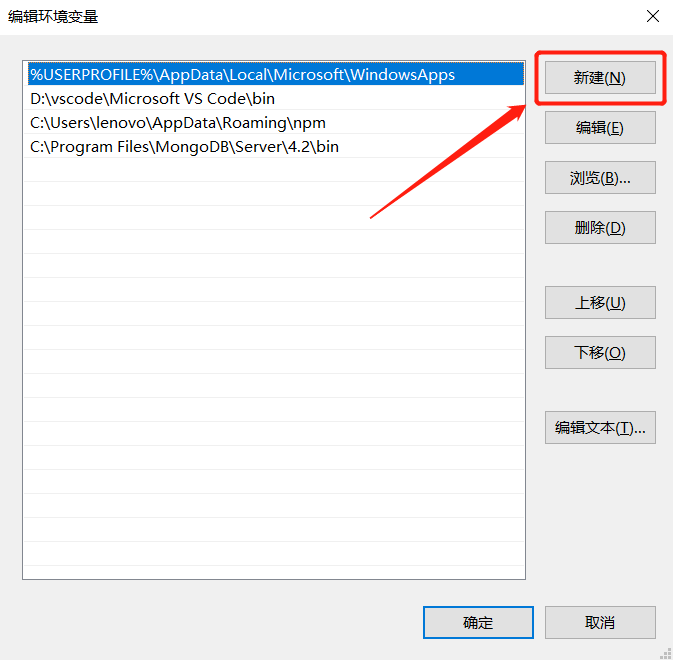 编辑环境变量
%USERPROFILE%\AppData\Local\Microsoft\WindowsApps
D:\vscode\Microsoft VS Code\bin
C:\Users\lenovo\AppData\Roaming\npm
C:\Program Files\MongoDB\Server\4.2\bin
新建(N)
编辑(E)
浏览(B)...
删除(D)
上移(U)
下移(O)
编辑文本(T)...
确定
取消